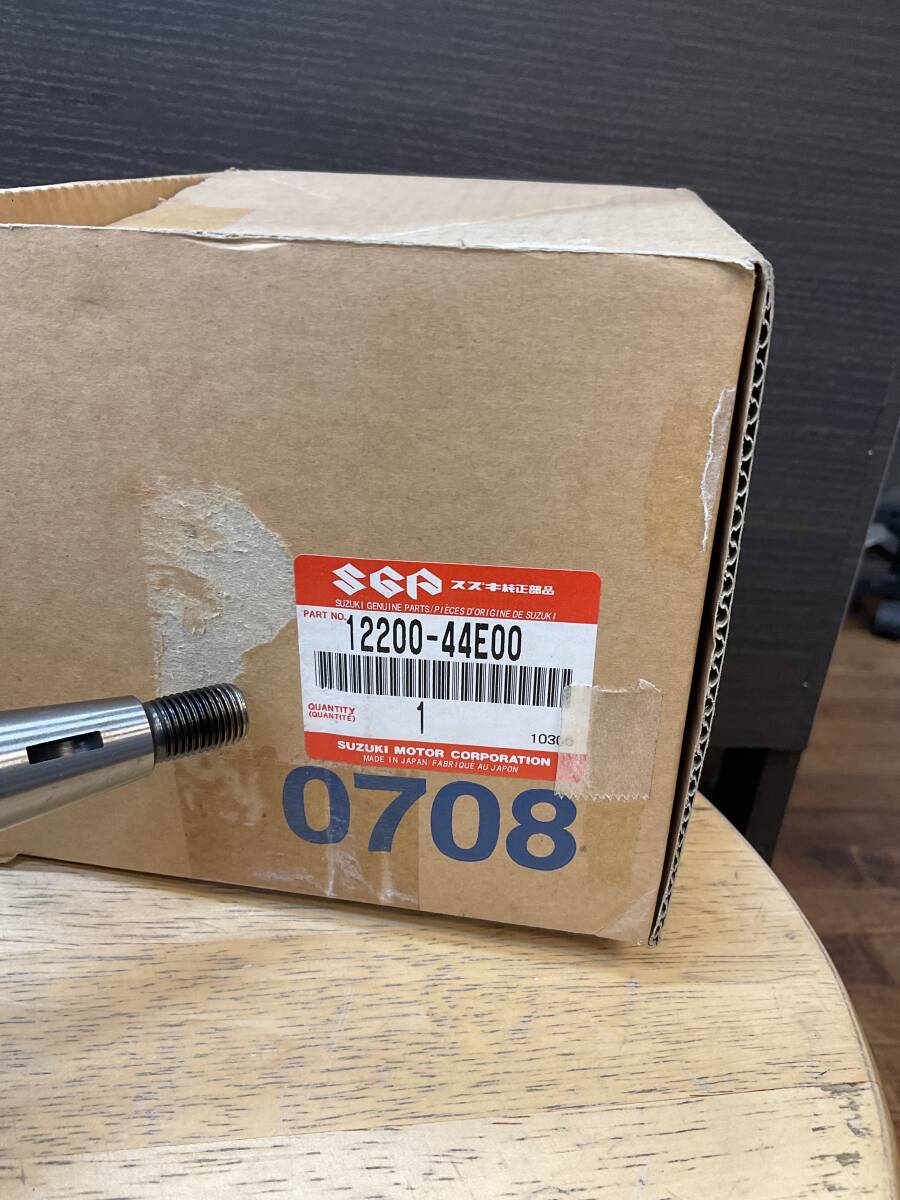 SGP スズキ純正部品
SUZUKI GENUINE PARTS/PIÈCES D'ORIGINE DE SUZUKI
PART NO. 12200-44E00
QUANTITY 1
(QUANTITÉ)
SUZUKI MOTOR CORPORATION
MADE IN JAPAN/FABRIQUE AU JAPON
0708